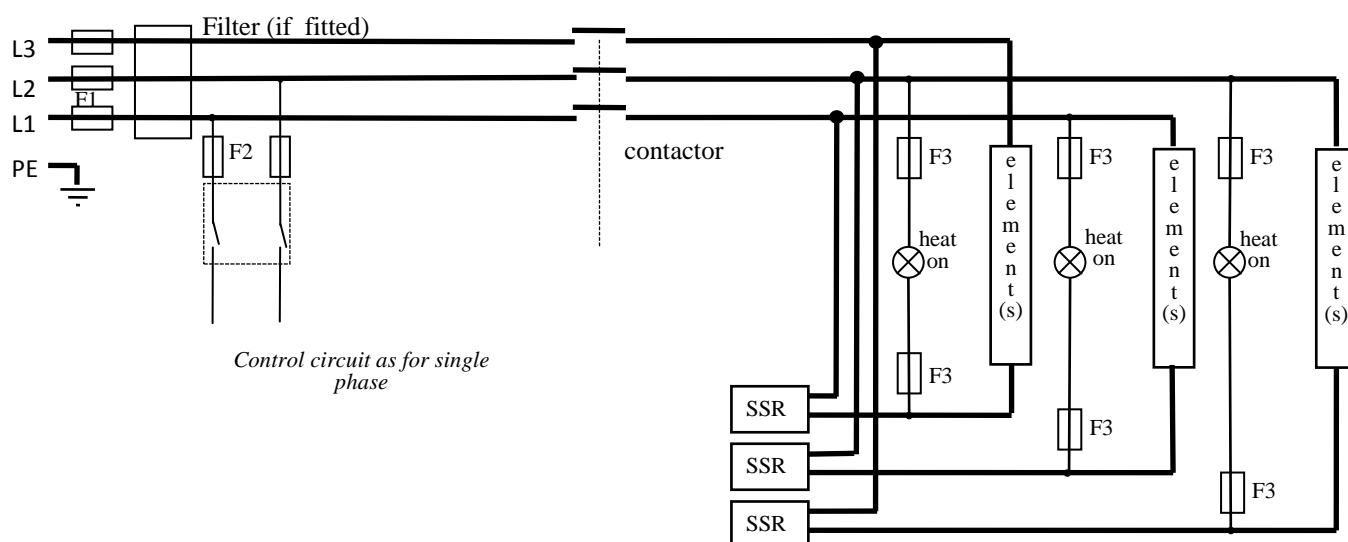 Filter (if fitted)
L3
L2
F1
L1
PE
F2
contactor
F3
F3
F3
heat
on
heat
on
heat
on
element
(s)
element
(s)
element
(s)
Control circuit as for single
phase
F3
F3
F3
SSR
SSR
SSR